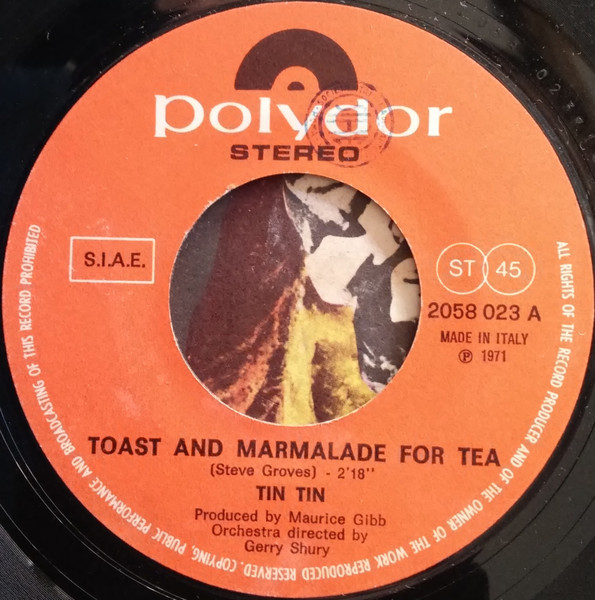 polydor
STEREO
S.I.A.E.
ST 45
2058 023 A
MADE IN ITALY
Ⓟ 1971
TOAST AND MARMALADE FOR TEA
(Steve Groves) - 2'18"
TIN TIN
Produced by Maurice Gibb
Orchestra directed by
Gerry Shury
ALL RIGHTS OF THE RECORD PRODUCER AND OF THE OWNER OF THE WORK REPRODUCED RESERVED. COPYING, PUBLIC PERFORMANCE AND BROADCASTING OF THIS RECORD PROHIBITED